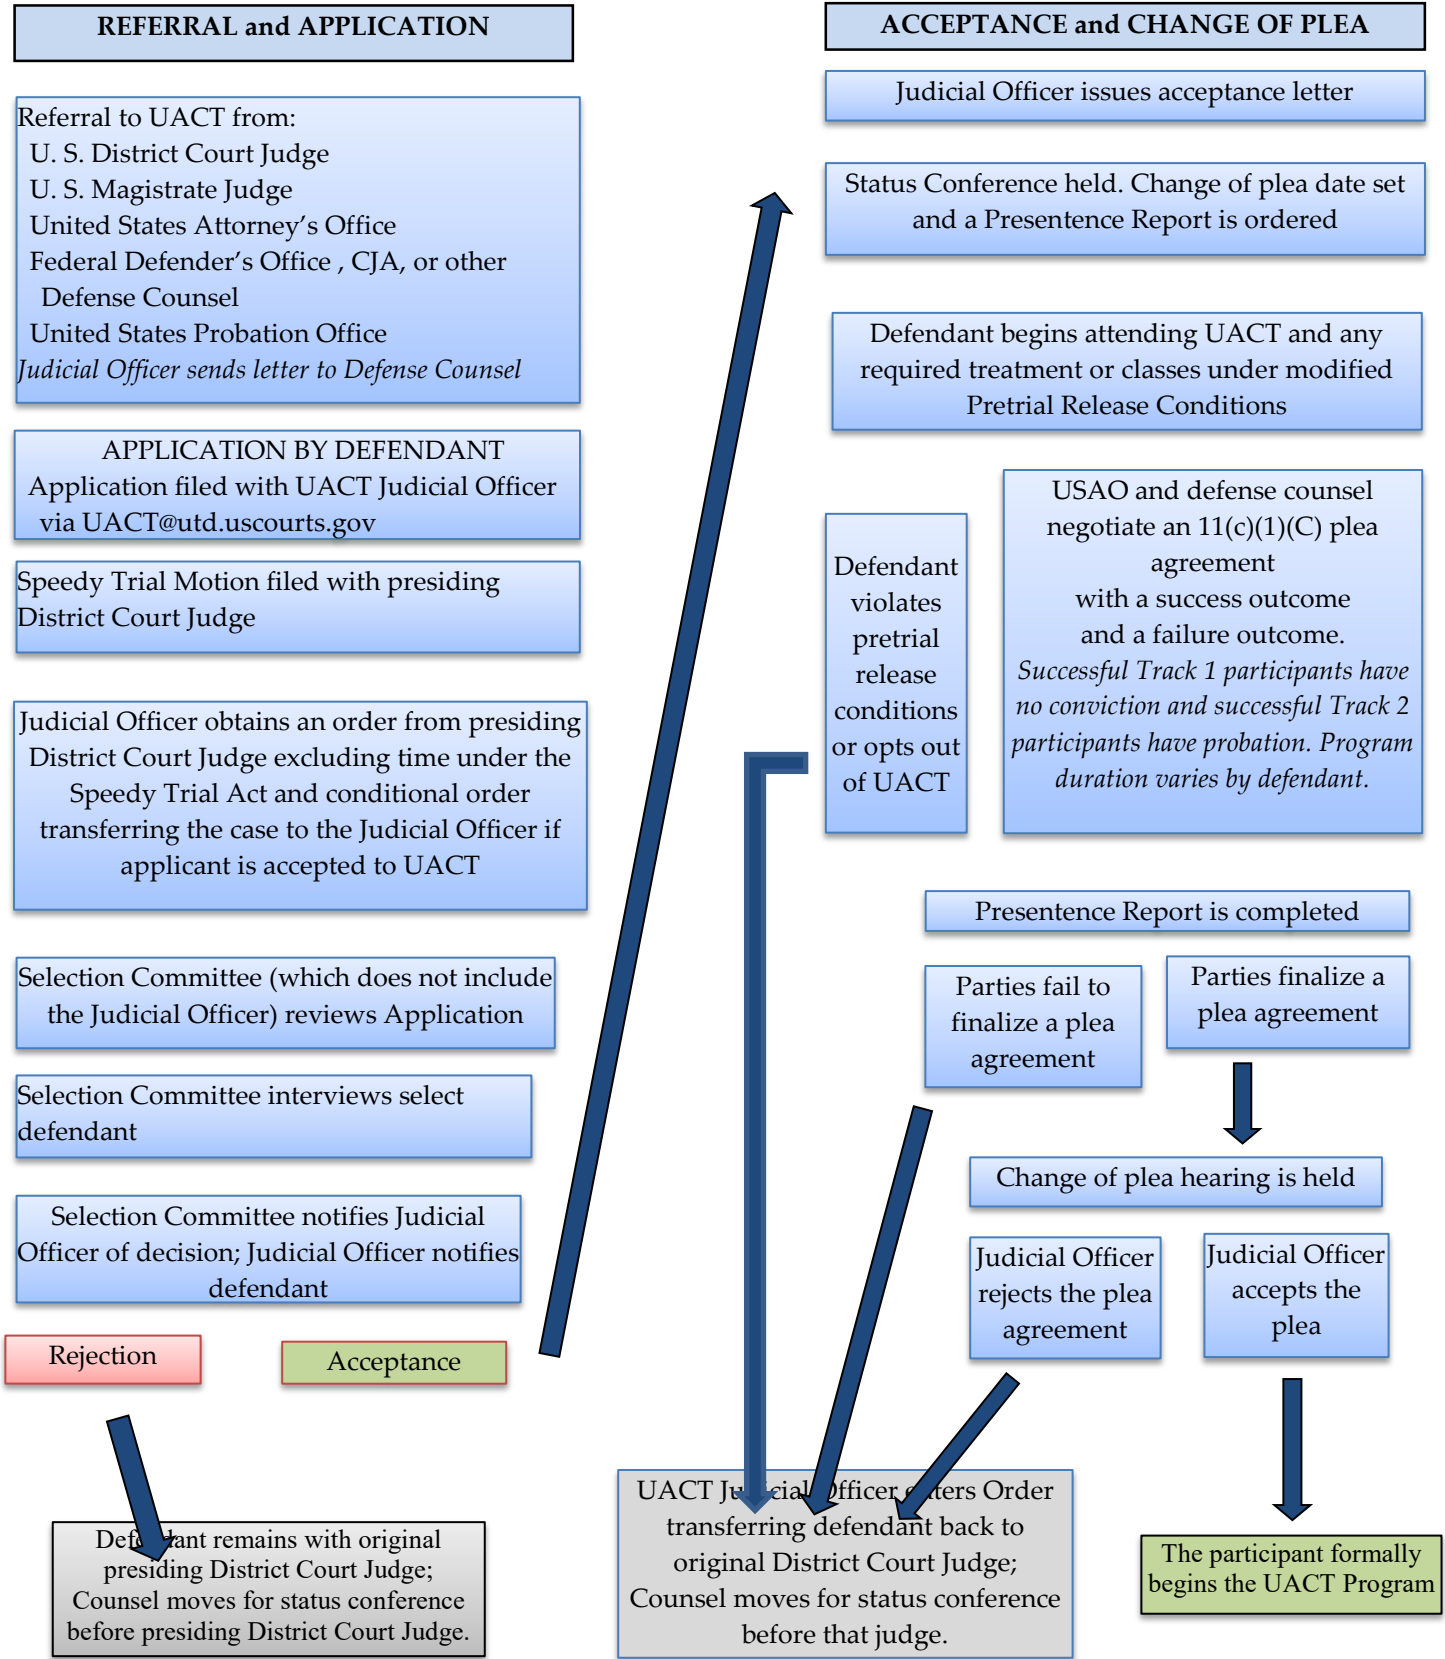 REFERRAL and APPLICATION
Referral to UACT from:
U. S. District Court Judge
U. S. Magistrate Judge
United States Attorney’s Office
Federal Defender’s Office , CJA, or other
Defense Counsel
United States Probation Office
Judicial Officer sends letter to Defense Counsel
APPLICATION BY DEFENDANT
Application filed with UACT Judicial Officer
via UACT@utd.uscourts.gov
Speedy Trial Motion filed with presiding
District Court Judge
Judicial Officer obtains an order from presiding
District Court Judge excluding time under the
Speedy Trial Act and conditional order
transferring the case to the Judicial Officer if
applicant is accepted to UACT
Selection Committee (which does not include
the Judicial Officer) reviews Application
Selection Committee interviews select
defendant
Selection Committee notifies Judicial
Officer of decision; Judicial Officer notifies
defendant
Rejection
Acceptance
Defendant remains with original
presiding District Court Judge;
Counsel moves for status conference
before presiding District Court Judge.
ACCEPTANCE and CHANGE OF PLEA
Judicial Officer issues acceptance letter
Status Conference held. Change of plea date set
and a Presentence Report is ordered
Defendant begins attending UACT and any
required treatment or classes under modified
Pretrial Release Conditions
Defendant
violates
pretrial
release
conditions
or opts out
of UACT
USAO and defense counsel
negotiate an 11(c)(1)(C) plea
agreement
with a success outcome
and a failure outcome.
Successful Track 1 participants have
no conviction and successful Track 2
participants have probation. Program
duration varies by defendant.
Presentence Report is completed
Parties fail to
finalize a plea
agreement
Parties finalize a
plea agreement
Change of plea hearing is held
Judicial Officer
rejects the plea
agreement
Judicial Officer
accepts the
plea
UACT Judicial Officer enters Order
transferring defendant back to
original District Court Judge;
Counsel moves for status conference
before that judge.
The participant formally
begins the UACT Program